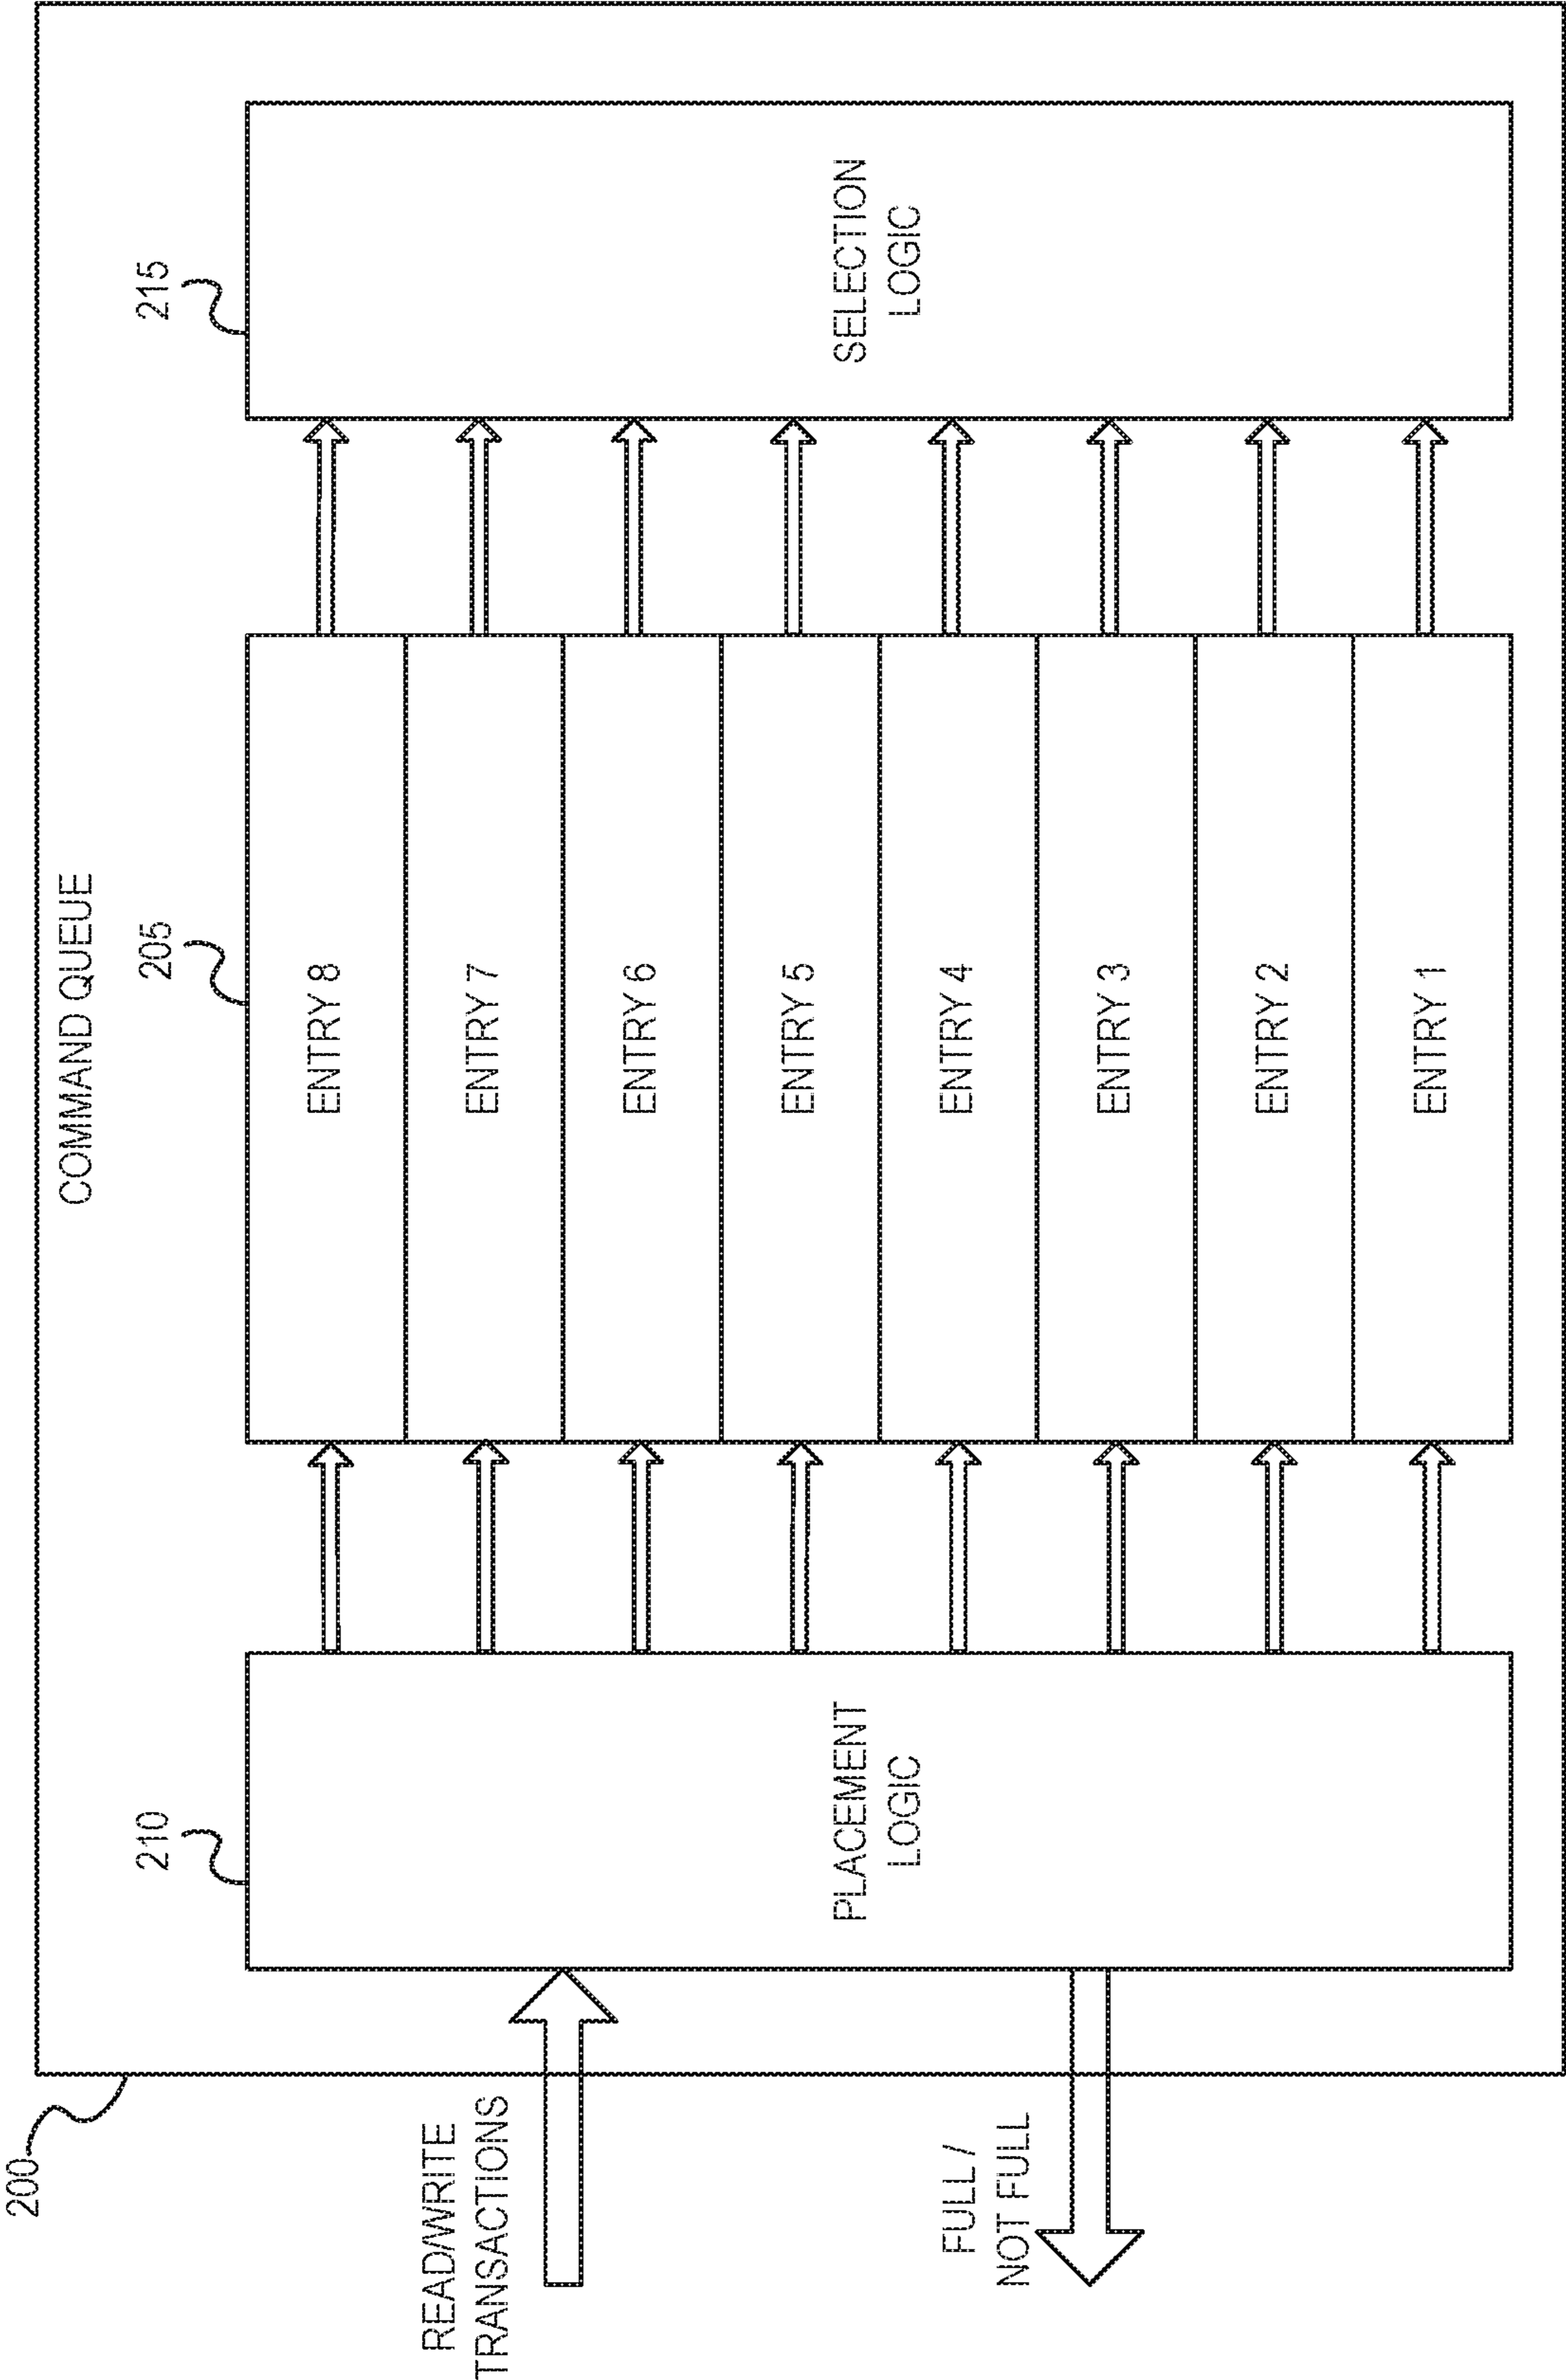 200
COMMAND QUEUE
210
205
215
READ/WRITE
TRANSACTIONS
FULL /
NOT FULL
PLACEMENT
LOGIC
ENTRY 8
ENTRY 7
ENTRY 6
ENTRY 5
ENTRY 4
ENTRY 3
ENTRY 2
ENTRY 1
SELECTION
LOGIC